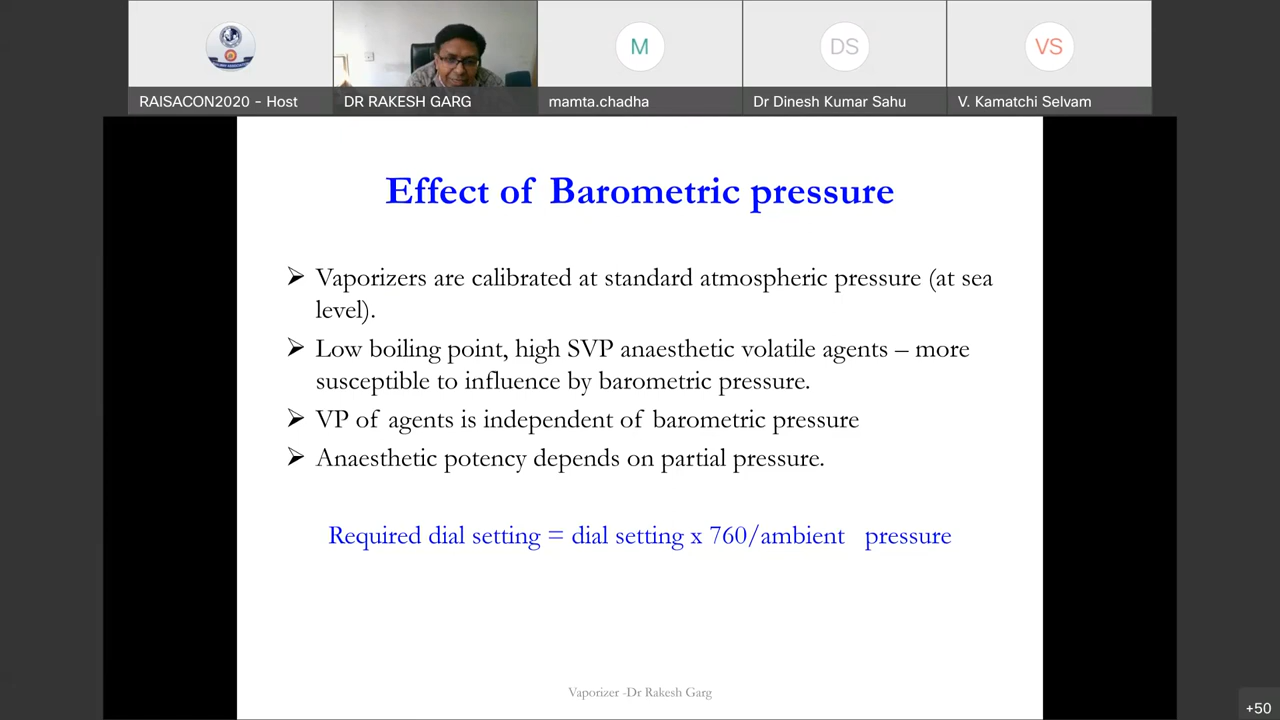 M
DS
VS
RAISACON2020 - Host
DR RAKESH GARG
mamta.chadha
Dr Dinesh Kumar Sahu
V. Kamatchi Selvam
Effect of Barometric pressure
➢ Vaporizers are calibrated at standard atmospheric pressure (at sea
level).
➢ Low boiling point, high SVP anaesthetic volatile agents – more
susceptible to influence by barometric pressure.
➢ VP of agents is independent of barometric pressure
➢ Anaesthetic potency depends on partial pressure.
Required dial setting = dial setting x 760/ambient pressure
Vaporizer -Dr Rakesh Garg
+50